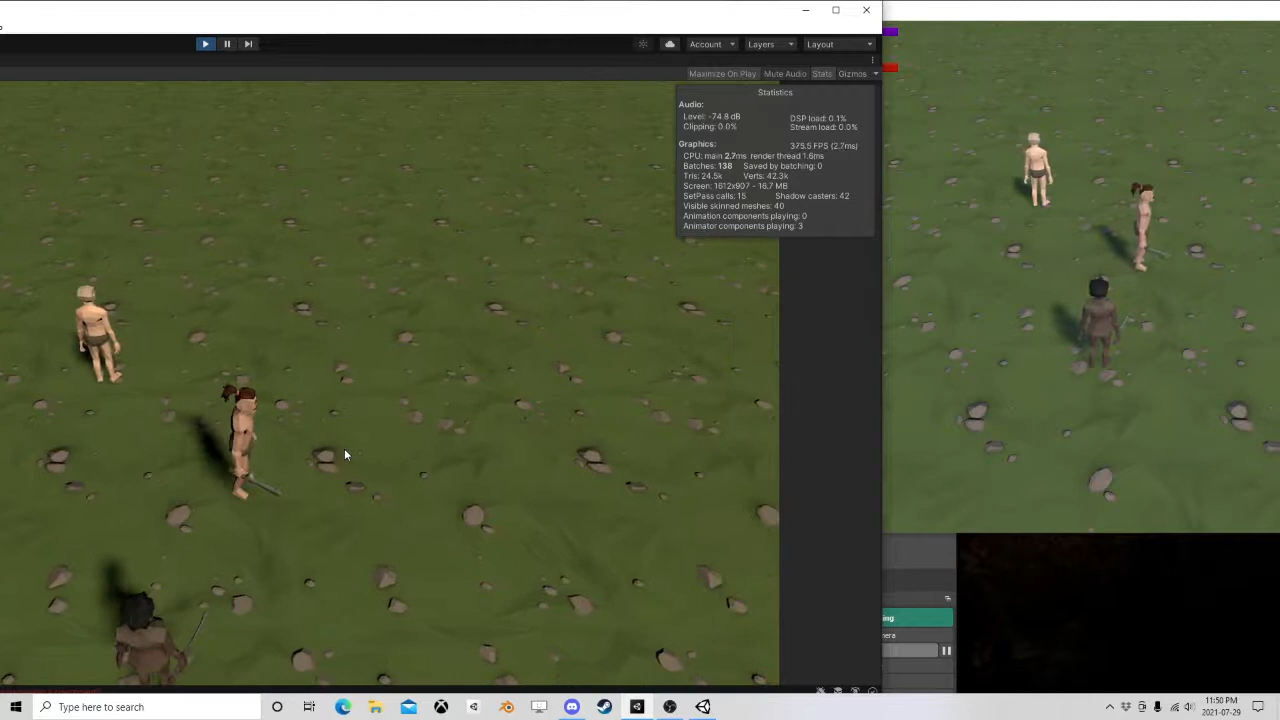 Account
Layers
Layout
Maximize On Play
Mute Audio
Stats
Gizmos
Statistics
Audio:
Level: -74.8 dB
DSP load: 0.1%
Clipping: 0.0%
Stream load: 0.0%
Graphics:
375.5 FPS (2.7ms)
CPU: main 2.7ms render thread 1.6ms
Batches: 138 Saved by batching: 0
Tris: 24.5k Verts: 42.3k
Screen: 1612x907 - 16.7 MB
SetPass calls: 15 Shadow casters: 42
Visible skinned meshes: 40
Animation components playing: 0
Animator components playing: 3
ing
mera
Type here to search
11:50 PM
2021-07-29